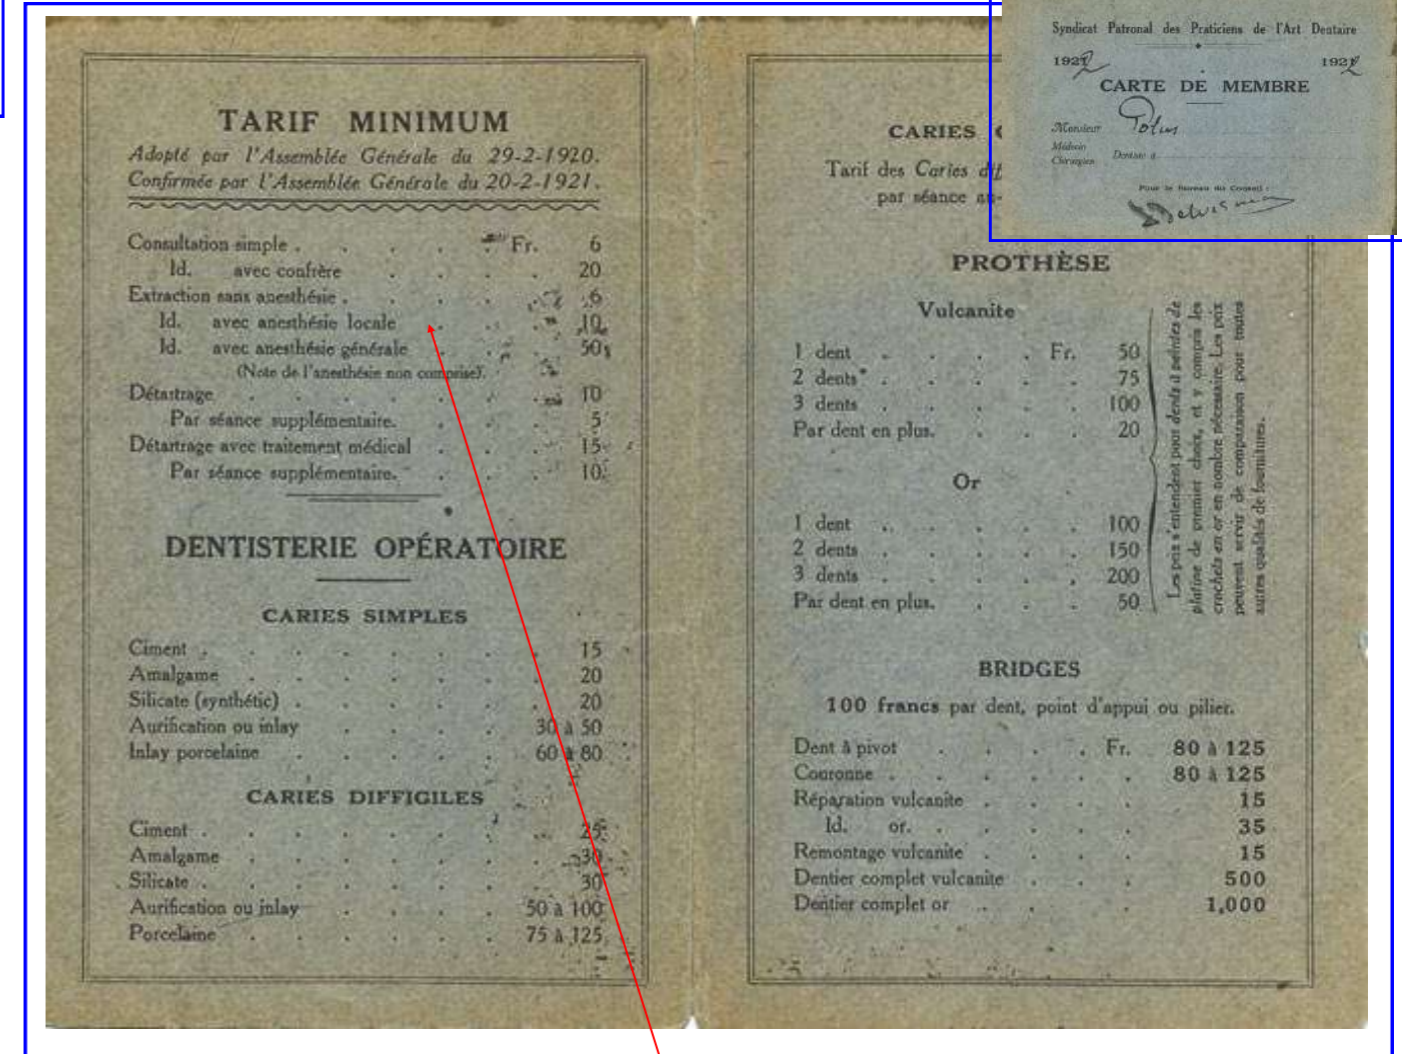 TARIF MINIMUM
Adopté par l'Assemblée Générale du 29-2-1920.
Confirmée par l'Assemblée Générale du 20-2-1921.
Consultation simple . . . . . Fr. 6
Id. avec confrère . . . . 20
Extraction sans anesthésie . . . . . 6
Id. avec anesthésie locale . . . . 10
Id. avec anesthésie générale . . . 50
(Note de l'anesthésie non comprise).
Détartrage . . . . . . . 10
Par séance supplémentaire. . . . 5
Détartrage avec traitement médical . . . 15
Par séance supplémentaire. . . . 10
DENTISTERIE OPÉRATOIRE
CARIES SIMPLES
Ciment . . . . . . . . 15
Amalgame . . . . . . . 20
Silicate (synthétic) . . . . . . 20
Aurification ou inlay . . . . 30 à 50
Inlay porcelaine . . . . . 60 à 80
CARIES DIFFICILES
Ciment . . . . . . . . 25
Amalgame . . . . . . . 30
Silicate . . . . . . . . 30
Aurification ou inlay . . . . 50 à 100
Porcelaine . . . . . . 75 à 125
CARIES
Tarif des Caries
par séance
PROTHÈSE
Vulcanite
1 dent . . . . Fr. 50
2 dents . . . . . 75
3 dents . . . . . 100
Par dent en plus. . . . 20
Or
1 dent . . . . . 100
2 dents . . . . . 150
3 dents . . . . . 200
Par dent en plus. . . . 50
Les prix s'entendent pour dents à pointes de
platine de premier choix, et y compris les
crochets en or en nombre nécessaire. Les prix
peuvent servir de comparaison pour toutes
autres qualités de fournitures.
BRIDGES
100 francs par dent, point d'appui ou pilier.
Dent à pivot . . . . Fr. 80 à 125
Couronne . . . . . . 80 à 125
Réparation vulcanite . . . . 15
Id. or. . . . . . 35
Remontage vulcanite . . . . 15
Dentier complet vulcanite . . . 500
Dentier complet or . . . . 1,000
Syndicat Patronal des Praticiens de l'Art Dentaire
1922 1922
CARTE DE MEMBRE
Monsieur
Médecin
Chirurgien Dentiste à
Pour le Bureau du Conseil :